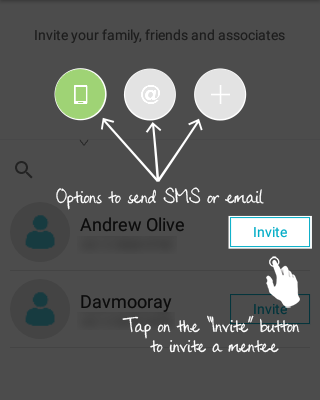 Invite your family, friends and associates
@
Options to send SMS or email
Andrew Olive
Invite
Davmooray
Invite
Tap on the "Invite" button
to invite a mentee